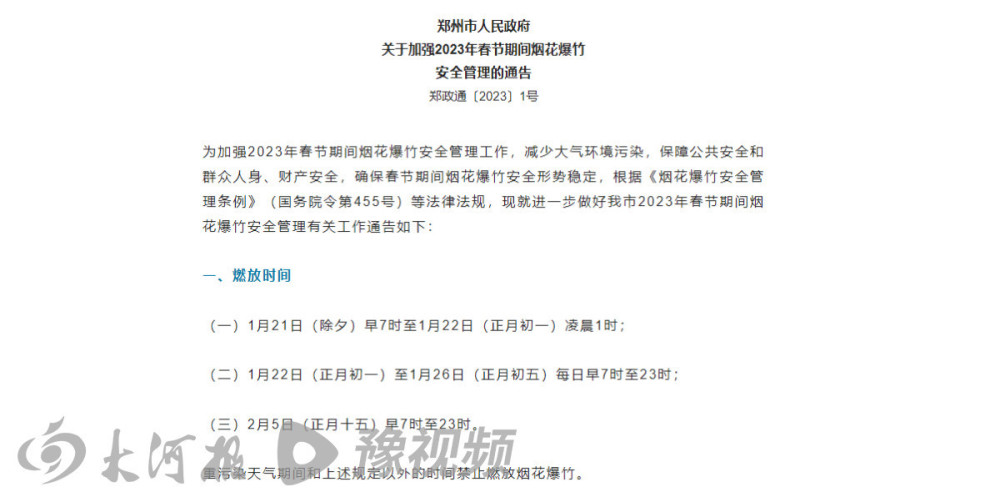 郑州市人民政府
关于加强2023年春节期间烟花爆竹
安全管理的通告
郑政通〔2023〕1号
为加强2023年春节期间烟花爆竹安全管理工作，减少大气环境污染，保障公共安全和
群众人身、财产安全，确保春节期间烟花爆竹安全形势稳定，根据《烟花爆竹安全管
理条例》（国务院令第455号）等法律法规，现就进一步做好我市2023年春节期间烟
花爆竹安全管理有关工作通告如下：
一、燃放时间
（一）1月21日（除夕）早7时至1月22日（正月初一）凌晨1时；
（二）1月22日（正月初一）至1月26日（正月初五）每日早7时至23时；
（三）2月5日（正月十五）早7时至23时。
大河报 豫视频
重污染天气期间和上述规定以外的时间禁止燃放烟花爆竹。